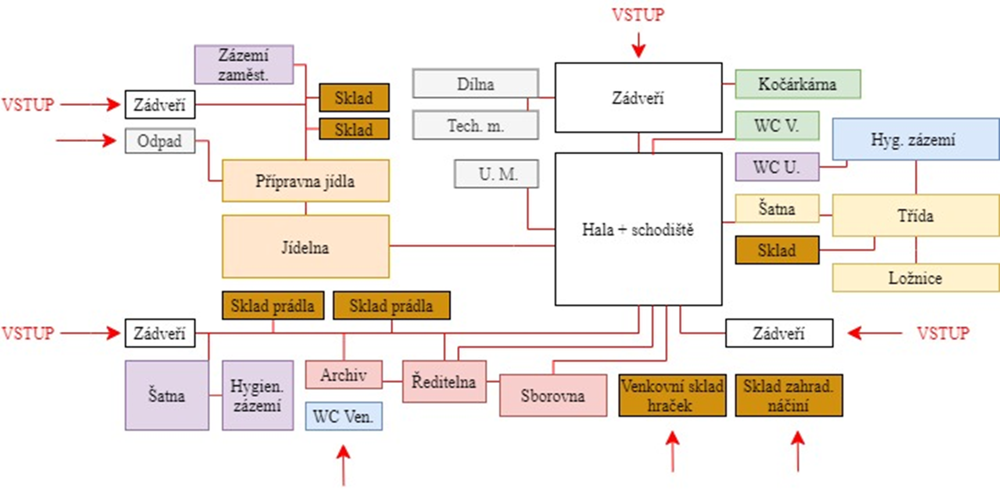 VSTUP
Zázemí
zaměst.
Dílna
Zádveří
Kočárkárna
VSTUP
Zádveří
Sklad
Sklad
Tech. m.
WC V.
Hyg. zázemí
Odpad
Přípravna jídla
U. M.
WC U.
Šatna
Třída
Jídelna
Hala + schodiště
Sklad
Ložnice
Sklad prádla
Sklad prádla
VSTUP
Zádveří
Zádveří
VSTUP
Šatna
Hygien.
zázemí
Archiv
Ředitelna
Sborovna
Venkovní sklad
hraček
Sklad zahrad.
náčiní
WC Ven.